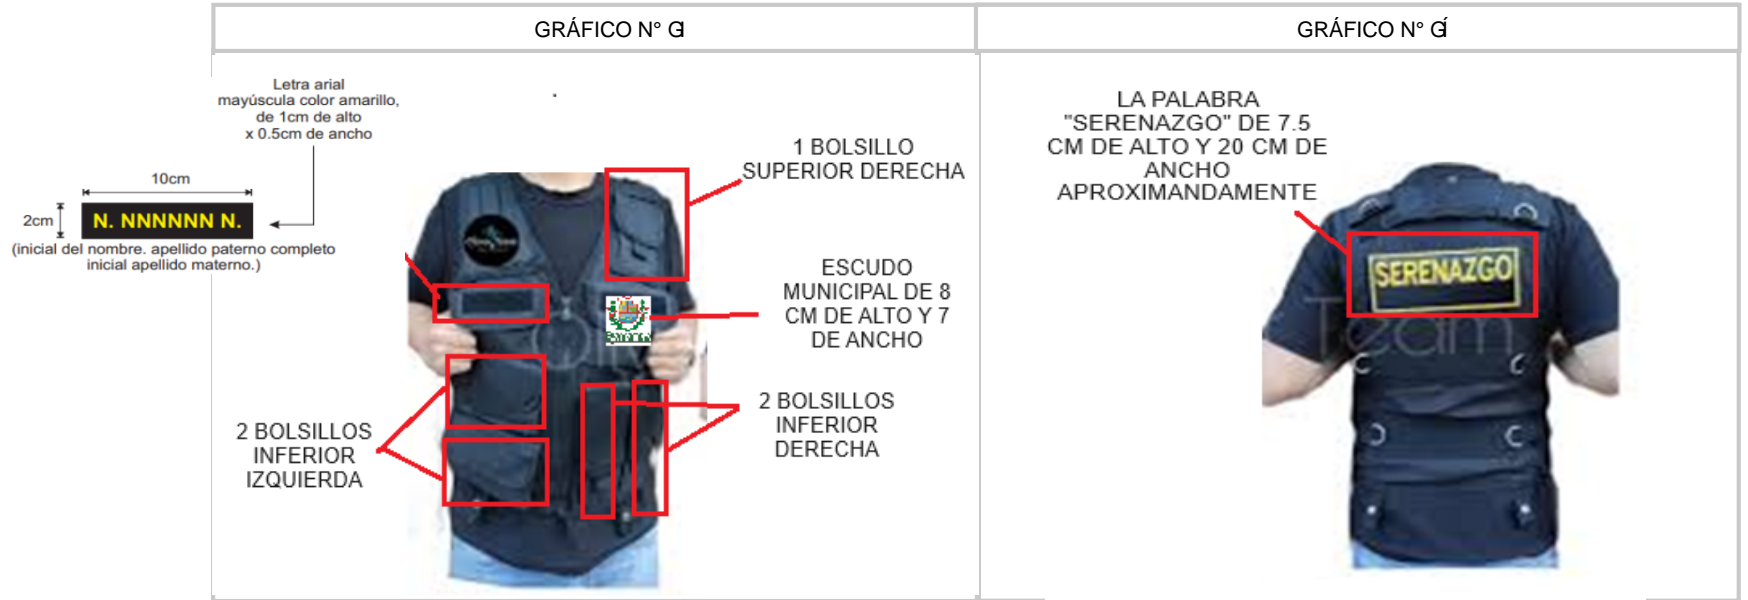 GRÁFICO N°
GRÁFICO N°
Letra arial
mayúscula color amarillo,
de 1cm de alto
x 0.5cm de ancho
10cm
2cm
N. NNNNNN N.
(inicial del nombre. apellido paterno completo
inicial apellido materno.)
1 BOLSILLO
SUPERIOR DERECHA
ESCUDO
MUNICIPAL DE 8
CM DE ALTO Y 7
DE ANCHO
2 BOLSILLOS
INFERIOR
IZQUIERDA
2 BOLSILLOS
INFERIOR
DERECHA
LA PALABRA
"SERENAZGO" DE 7.5
CM DE ALTO Y 20 CM DE
ANCHO
APROXIMANDAMENTE
SERENAZGO
Team